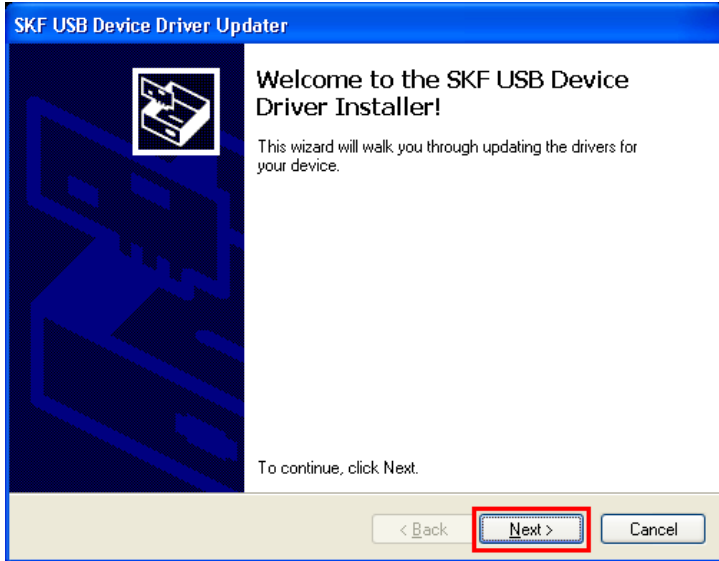 SKF USB Device Driver Updater
Welcome to the SKF USB Device
Driver Installer!
This wizard will walk you through updating the drivers for
your device.
To continue, click Next.
< Back
Next >
Cancel